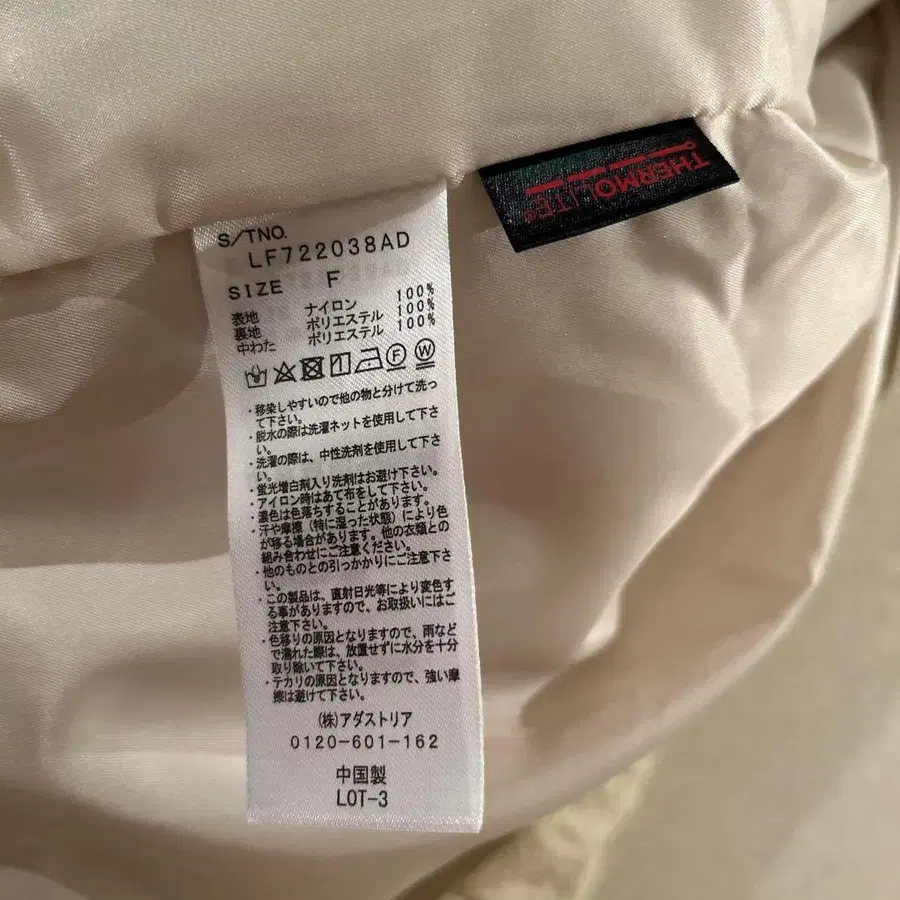 THERMOLITE®
S/TNO.
LF722038AD
SIZE F
表地 ナイロン 100%
裏地 ポリエステル 100%
中わた ポリエステル 100%
F W
・移染しやすいので他の物と分けて洗っ
て下さい。
・脱水の際は洗濯ネットを使用して下さ
い。
・洗濯の際は、中性洗剤を使用して下さ
い。
・蛍光増白剤入り洗剤はお避け下さい。
・アイロン時はあて布をして下さい。
・濃色は色落ちすることがあります。
・汗や摩擦（特に湿った状態）により色
が移る場合があります。他の衣類との
組み合わせにご注意ください。
・他のものとの引っかかりにご注意下さ
い。
・この製品は、直射日光等により変色す
る事がありますので、お取扱いにはご
注意下さい。
・色移りの原因となりますので、雨など
で濡れた際は、放置せずに水分を十分
取り除いて下さい。
・テカリの原因となりますので、強い摩
擦は避けて下さい。
(株)アダストリア
0120-601-162
中国製
LOT-3